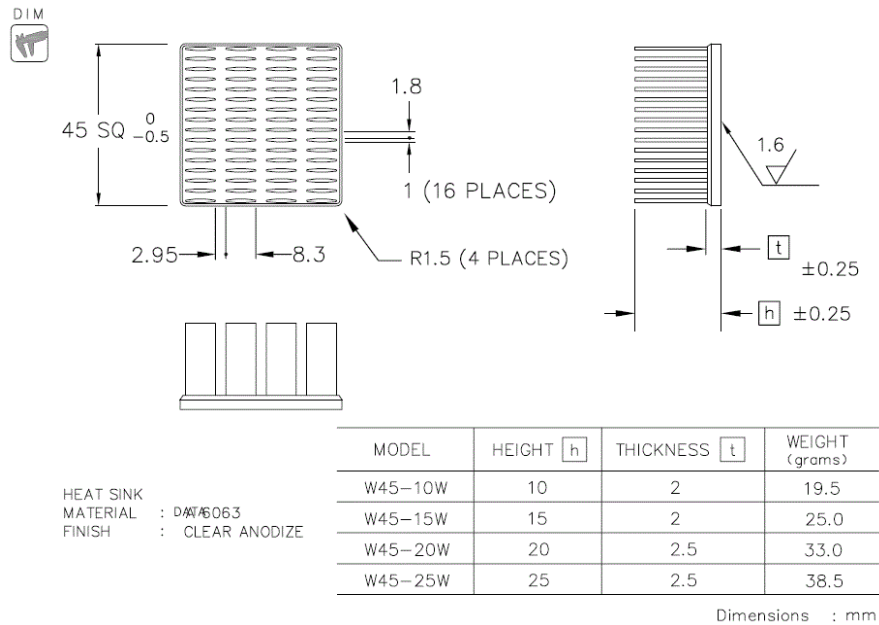 DIM
45 SQ 0 -0.5
1.8
1 (16 PLACES)
2.95
8.3
R1.5 (4 PLACES)
1.6
t
±0.25
h ±0.25
MODEL HEIGHT h THICKNESS t WEIGHT (grams)
W45-10W 10 2 19.5
W45-15W 15 2 25.0
W45-20W 20 2.5 33.0
W45-25W 25 2.5 38.5
HEAT SINK
MATERIAL : 6063
FINISH : CLEAR ANODIZE
Dimensions : mm